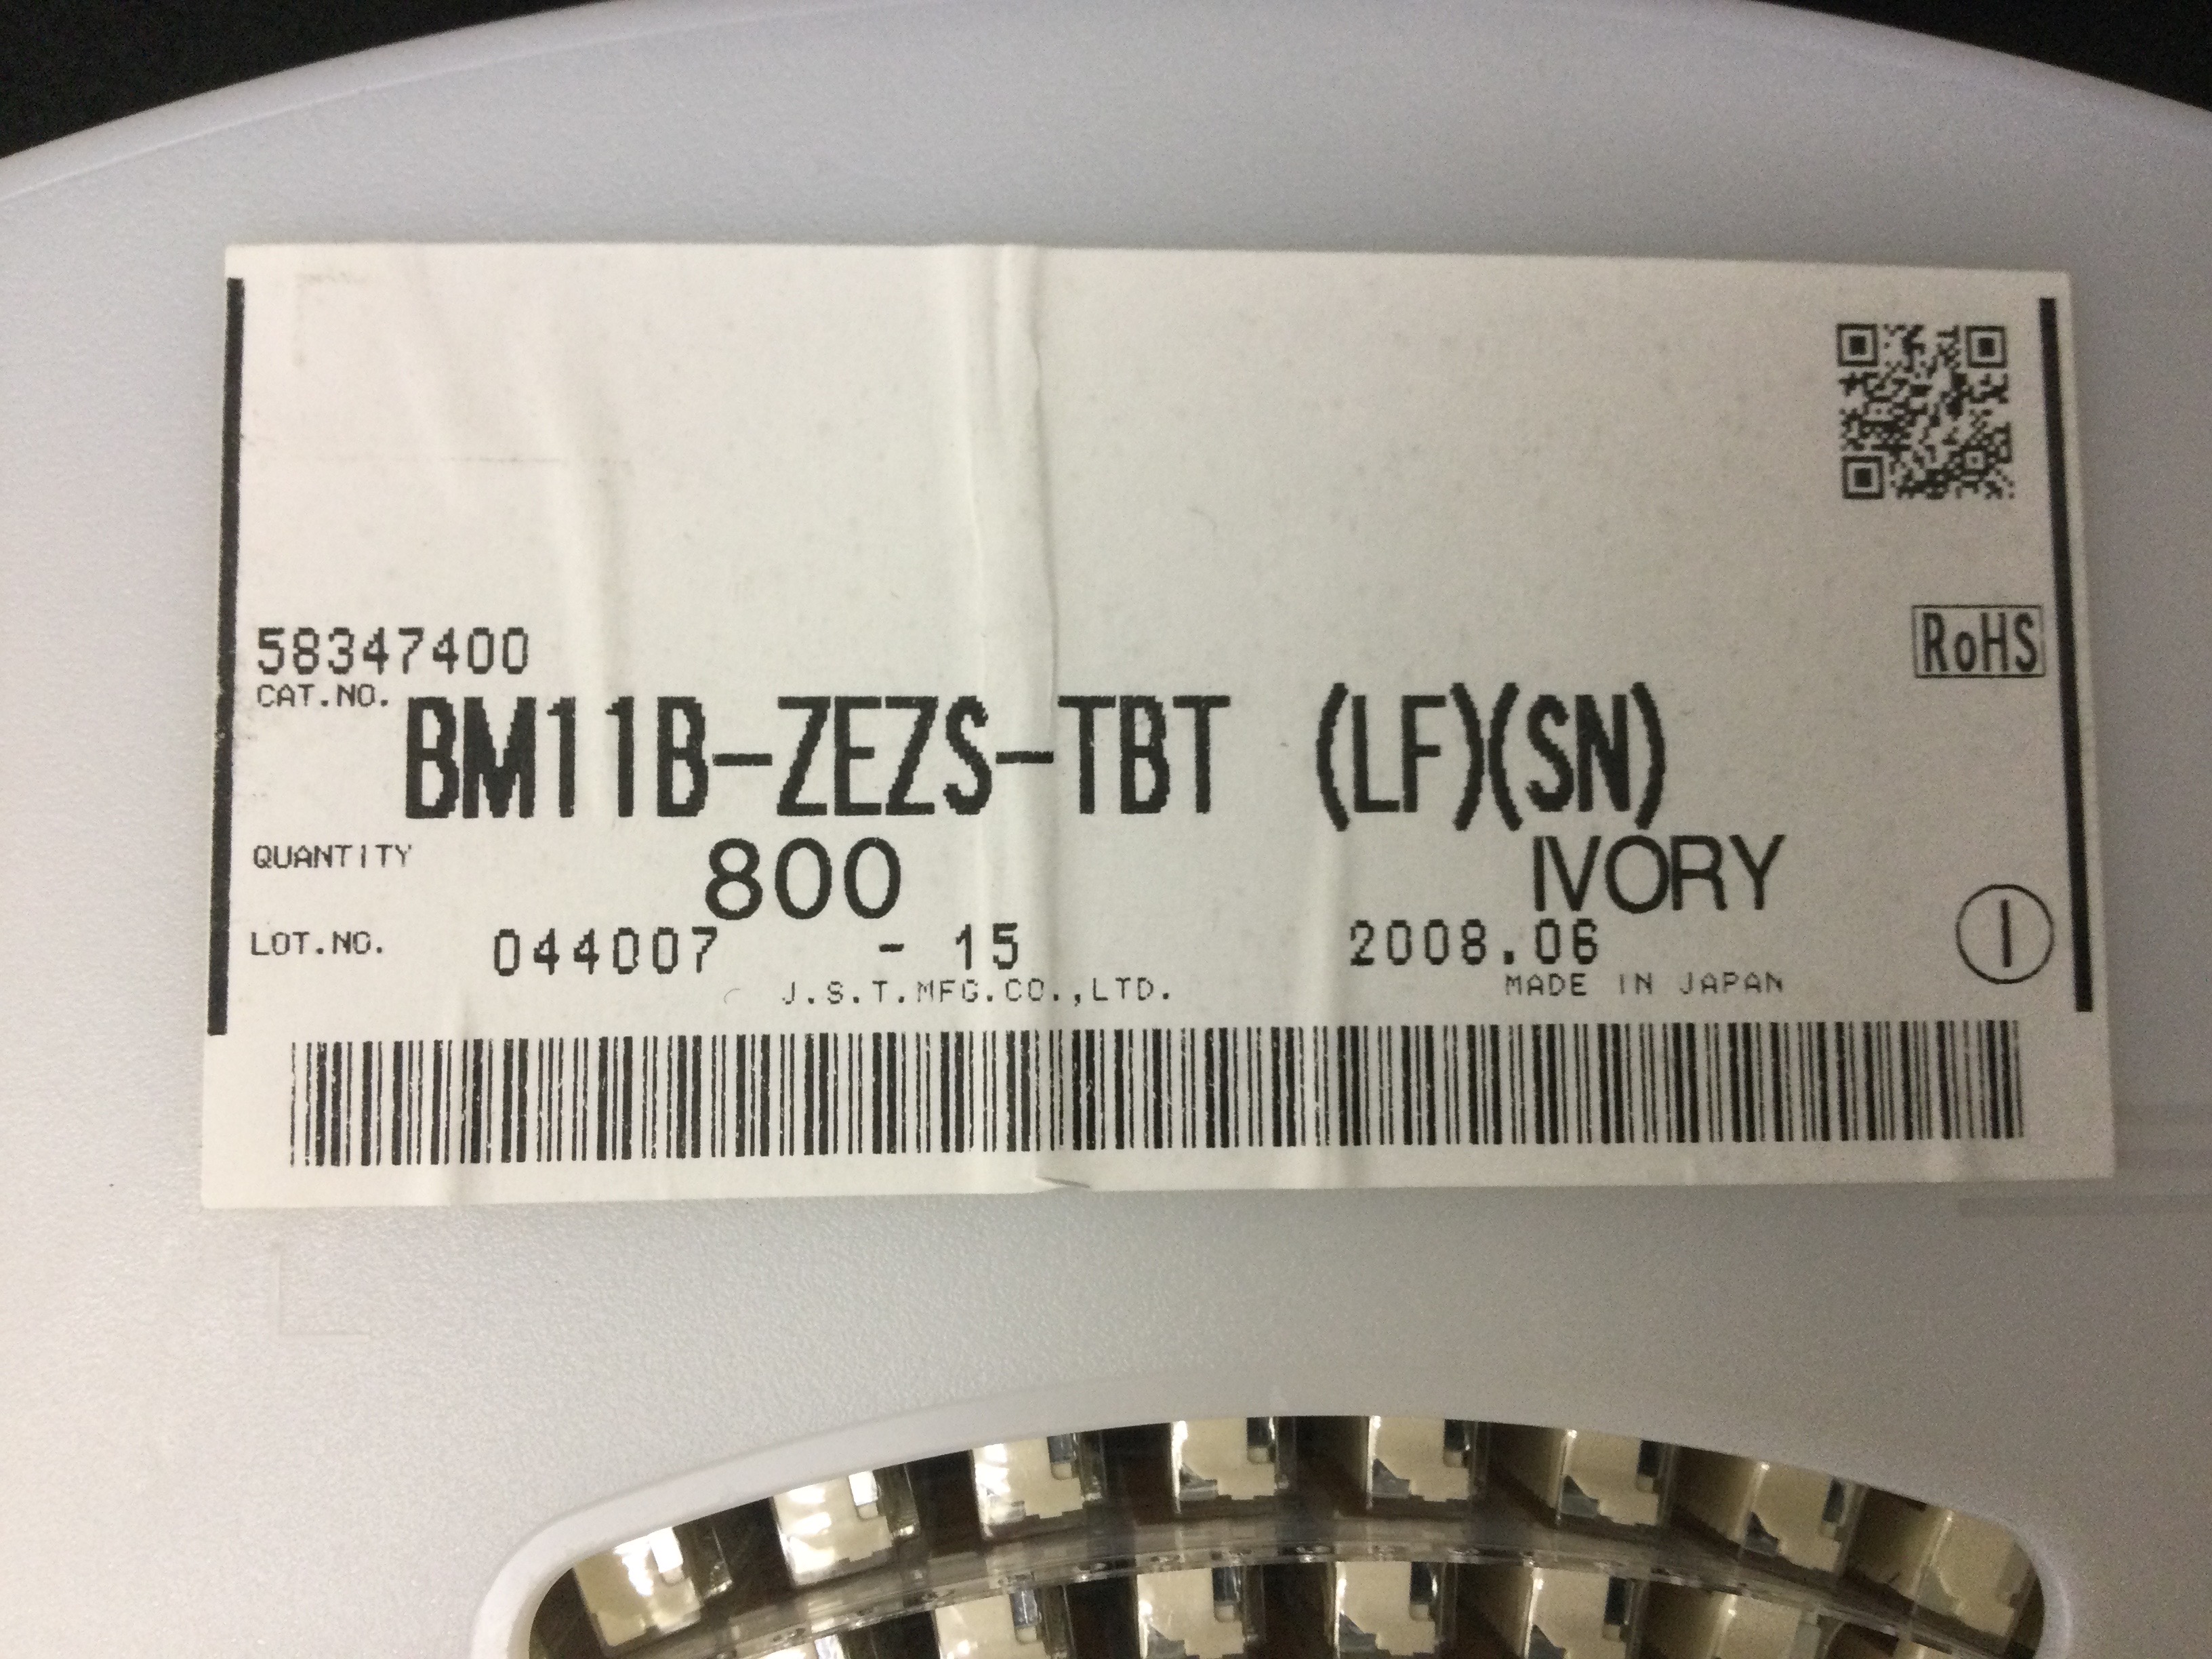 58347400
RoHS
CAT.NO. BM11B-ZEZS-TBT (LF)(SN)
QUANTITY 800 IVORY
LOT.NO. 044007 - 15 2008.06
J.S.T.MFG.CO.,LTD. MADE IN JAPAN